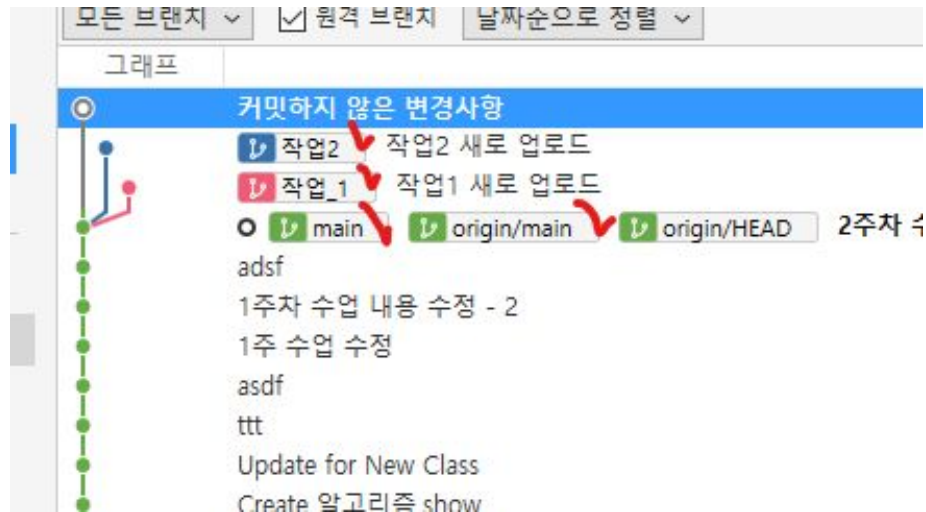 모든 브랜치 원격 브랜치 날짜순으로 정렬
그래프
커밋하지 않은 변경사항
작업2 작업2 새로 업로드
작업_1 작업1 새로 업로드
main origin/main origin/HEAD 2주차
adsf
1주차 수업 내용 수정 - 2
1주 수업 수정
asdf
ttt
Update for New Class
Create 알고리즘 show